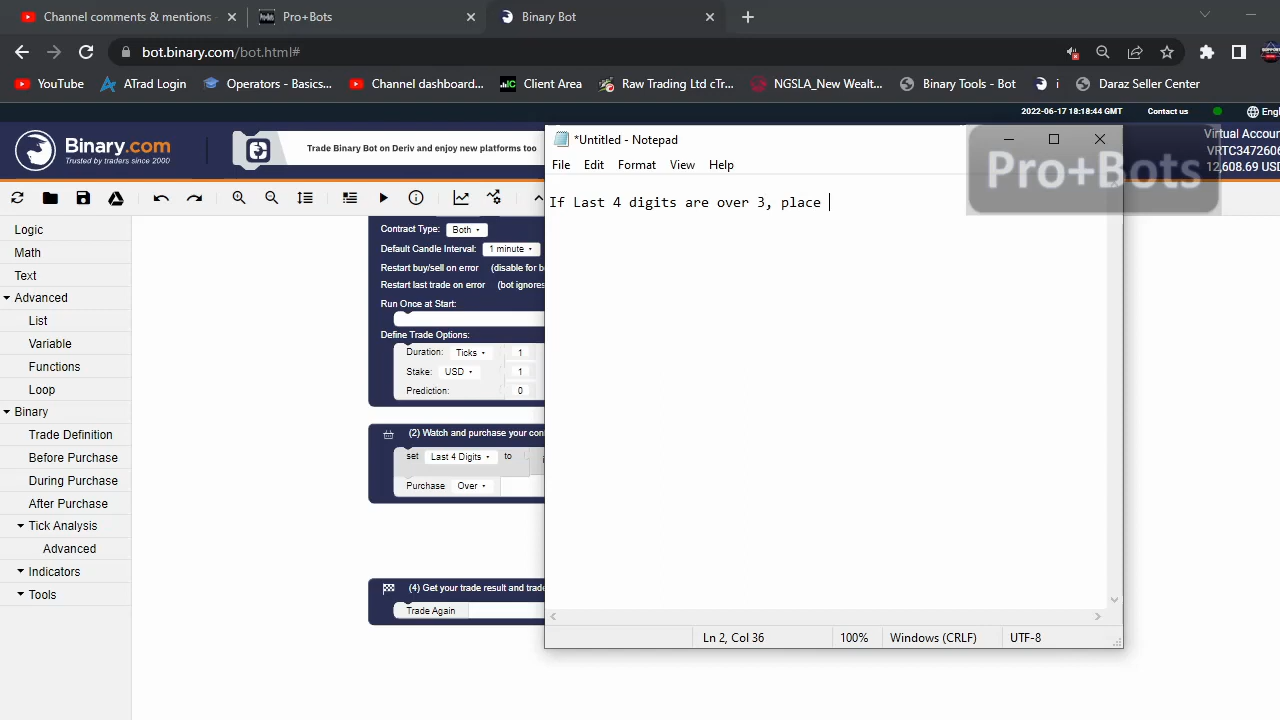 Channel comments & mentions
Pro+Bots
Binary Bot
bot.binary.com/bot.html#
YouTube
ATrad Login
Operators - Basics...
Channel dashboard...
Client Area
Raw Trading Ltd cTr...
NGSLA_New Wealt...
Binary Tools - Bot
Daraz Seller Center
2022-06-17 18:18:44 GMT
Contact us
Engl
Binary.com
Trusted by traders since 2000
Trade Binary Bot on Deriv and enjoy new platforms too
Virtual Accou
VRTC3472606
12,608.69 USD
*Untitled - Notepad
File Edit Format View Help
Pro+Bots
If Last 4 digits are over 3, place
Logic
Math
Text
Advanced
List
Variable
Functions
Loop
Binary
Trade Definition
Before Purchase
During Purchase
After Purchase
Tick Analysis
Advanced
Indicators
Tools
Contract Type: Both
Default Candle Interval: 1 minute
Restart buy/sell on error (disable for b
Restart last trade on error (bot ignores
Run Once at Start:
Define Trade Options:
Duration: Ticks 1
Stake: USD 1
Prediction: 0
(2) Watch and purchase your con
set Last 4 Digits to
Purchase Over
(4) Get your trade result and trade
Trade Again
Ln 2, Col 36
100%
Windows (CRLF)
UTF-8